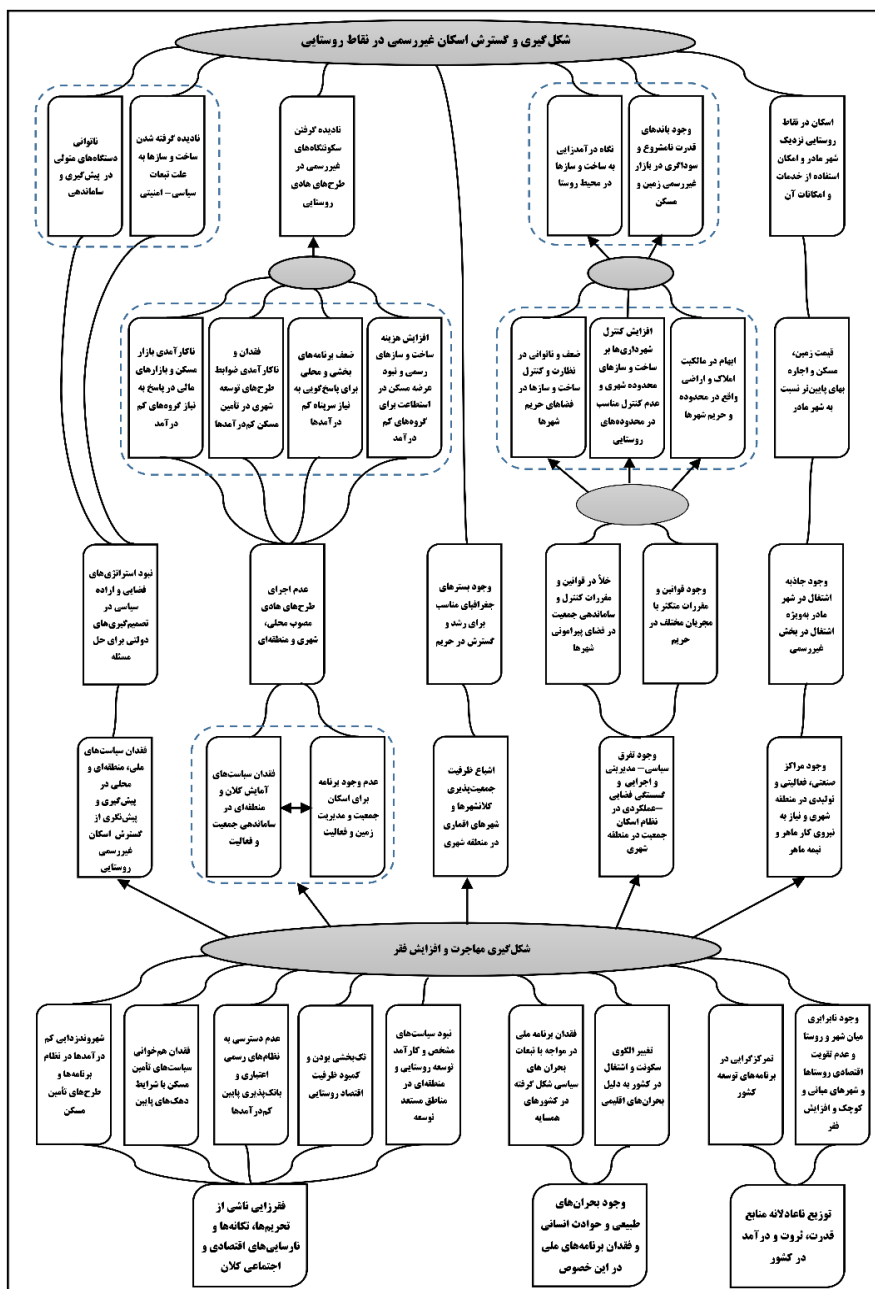 شکل‌گیری و گسترش اسکان غیررسمی در نقاط روستایی
اسکان در نقاط
روستایی نزدیک
شهر مادر و امکان
استفاده از خدمات
و امکانات آن
وجود باندهای
قدرت نامشروع و
سوداگری در بازار
غیررسمی زمین و
مسکن
نگاه درآمدزایی
به ساخت و سازها
در محیط روستا
نادیده گرفتن
سکونتگاه‌های
غیررسمی در
طرح‌های هادی
روستایی
نادیده گرفته شدن
ساخت و سازها به
علت تبعات
سیاسی- امنیتی
ناتوانی
دستگاه‌های متولی
در پیش‌گیری و
ساماندهی
قیمت زمین،
مسکن و اجاره
بهای پایین‌تر نسبت
به شهر مادر
ابهام در مالکیت
املاک و اراضی
واقع در محدوده
و حریم شهرها
افزایش کنترل
شهرداری‌ها بر
ساخت و سازهای
محدوده شهری و
عدم کنترل مناسب
در محدوده‌های
روستایی
ضعف و ناتوانی در
نظارت و کنترل
ساخت و سازها در
فضاهای حریم
شهرها
افزایش هزینه
ساخت و سازهای
رسمی و نبود
عرضه مسکن در
استطاعت برای
گروه‌های کم
درآمد
ضعف برنامه‌های
بخشی و محلی
برای پاسخ‌گویی به
نیاز سرپناه کم
درآمدها
فقدان و
ناکارآمدی ضوابط
طرح‌های توسعه
شهری در تأمین
مسکن کم‌درآمدها
ناکارآمدی بازار
مسکن و بازارهای
مالی در پاسخ به
نیاز گروه‌های کم
درآمد
وجود جاذبه
اشتغال در شهر
مادر به‌ویژه
اشتغال در بخش
غیررسمی
وجود قوانین و
مقررات متکثر با
مجریان مختلف در
حریم
خلأ در قوانین و
مقررات کنترل و
ساماندهی جمعیت
در فضای پیرامونی
شهرها
وجود بسترهای
جغرافیای مناسب
برای رشد و
گسترش در حریم
عدم اجرای
طرح‌های هادی
مصوب محلی،
شهری و منطقه‌ای
نبود استراتژی‌های
فضایی و اراده
سیاسی در
تصمیم‌گیری‌های
دولتی برای حل
مسئله
وجود مراکز
صنعتی، فعالیتی و
تولیدی در منطقه
شهری و نیاز به
نیروی کار ماهر و
نیمه ماهر
وجود تفرق
سیاسی- مدیریتی
و اجرایی و
گسستگی فضایی
-عملکردی در
نظام اسکان
جمعیت در منطقه
شهری
اشباع ظرفیت
جمعیت‌پذیری
کلانشهرها و
شهرهای اقماری
در منطقه شهری
عدم وجود برنامه
برای اسکان
جمعیت و مدیریت
زمین و فعالیت
فقدان سیاست‌های
آمایش کلان و
منطقه‌ای در
ساماندهی جمعیت
و فعالیت
فقدان سیاست‌های
ملی، منطقه‌ای و
محلی در
پیش‌گیری و
پیش‌نگری از
گسترش اسکان
غیررسمی
روستایی
شکل‌گیری مهاجرت و افزایش فقر
وجود نابرابری
میان شهر و روستا
و عدم تقویت
اقتصادی روستاها
و شهرهای میانی و
کوچک و افزایش
فقر
تمرکزگرایی در
برنامه‌های توسعه
کشور
تغییر الگوی
سکونت و اشتغال
در کشور به دلیل
بحران‌های اقلیمی
فقدان برنامه ملی
در مواجه با تبعات
بحران های
سیاسی شکل گرفته
در کشورهای
همسایه
نبود سیاست‌های
مشخص و کارآمد
توسعه روستایی و
منطقه‌ای در
مناطق مستعد
توسعه
تک‌بخشی بودن و
کمبود ظرفیت
اقتصاد روستایی
عدم دسترسی به
نظام‌های رسمی
اعتباری و
بانک‌پذیری پایین
کم‌درآمدها
فقدان هم‌خوانی
سیاست‌های تأمین
مسکن با شرایط
دهک‌های پایین
شهروندزدایی کم
درآمدها در نظام
برنامه‌ها و
طرح‌های تأمین
مسکن
توزیع ناعادلانه منابع
قدرت، ثروت و درآمد
در کشور
وجود بحران‌های
طبیعی و حوادث انسانی
و فقدان برنامه‌های ملی
در این خصوص
فقرزایی ناشی از
تحریم‌ها، تکانه‌ها و
نارسایی‌های اقتصادی و
اجتماعی کلان